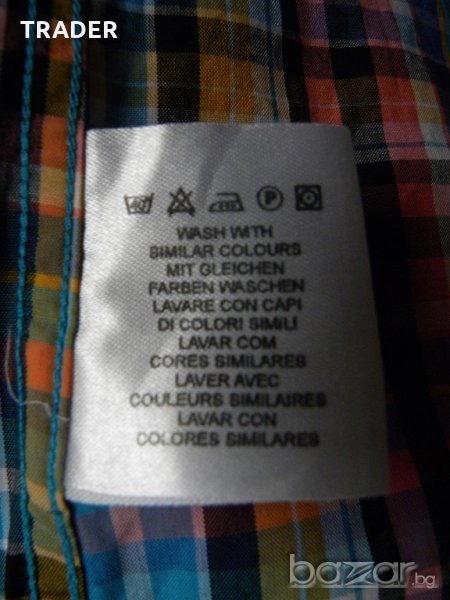 TRADER
40
P
WASH WITH
SIMILAR COLOURS
MIT GLEICHEN
FARBEN WASCHEN
LAVARE CON CAPI
DI COLORI SIMILI
LAVAR COM
CORES SIMILARES
LAVER AVEC
COULEURS SIMILAIRES
LAVAR CON
COLORES SIMILARES
bazar.bg